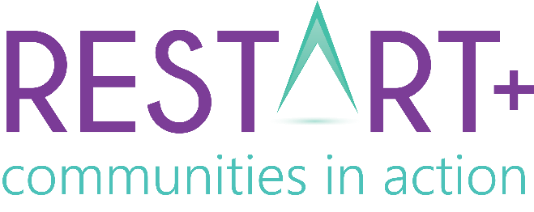 RESTART+
communities in action